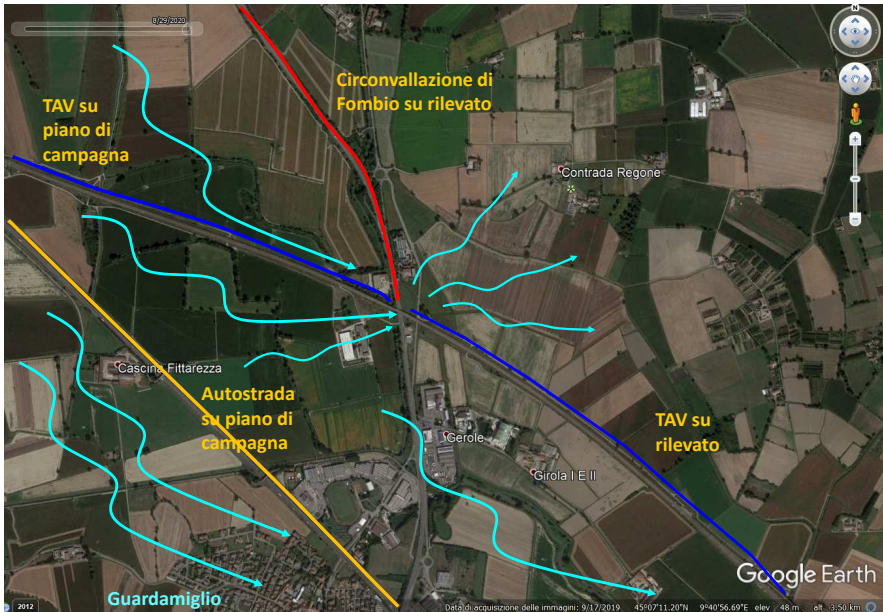 8/29/2020
N
Circonvallazione di
Fombio su rilevato
TAV su
piano di
campagna
Contrada Regone
Cascina Fittarezza
Autostrada
su piano di
campagna
TAV su
rilevato
Gerole
Girola I E II
Google Earth
Guardamiglio
2012
Data di acquisizione delle immagini: 9/17/2019 45°07'11.20"N 9°40'56.69"E elev 48 m alt. 3.50 km